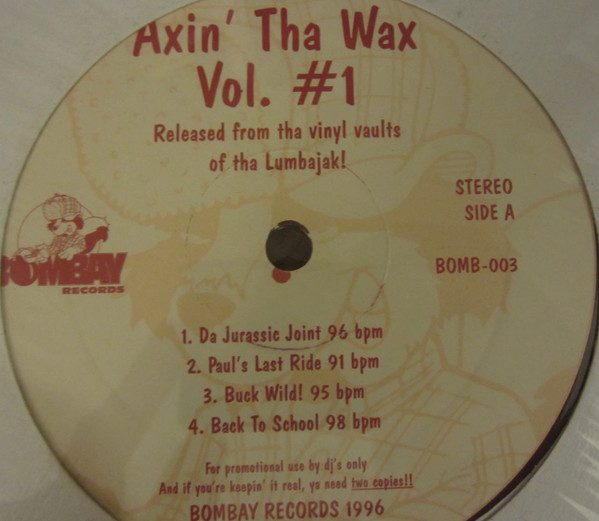 Axin' Tha Wax
Vol. #1
Released from tha vinyl vaults
of tha Lumbajak!
STEREO
SIDE A
BOMBAY
RECORDS
BOMB-003
1. Da Jurassic Joint 96 bpm
2. Paul's Last Ride 91 bpm
3. Buck Wild! 95 bpm
4. Back To School 98 bpm
For promotional use by dj's only
And if you're keepin' it real, ya need two copies!!
BOMBAY RECORDS 1996